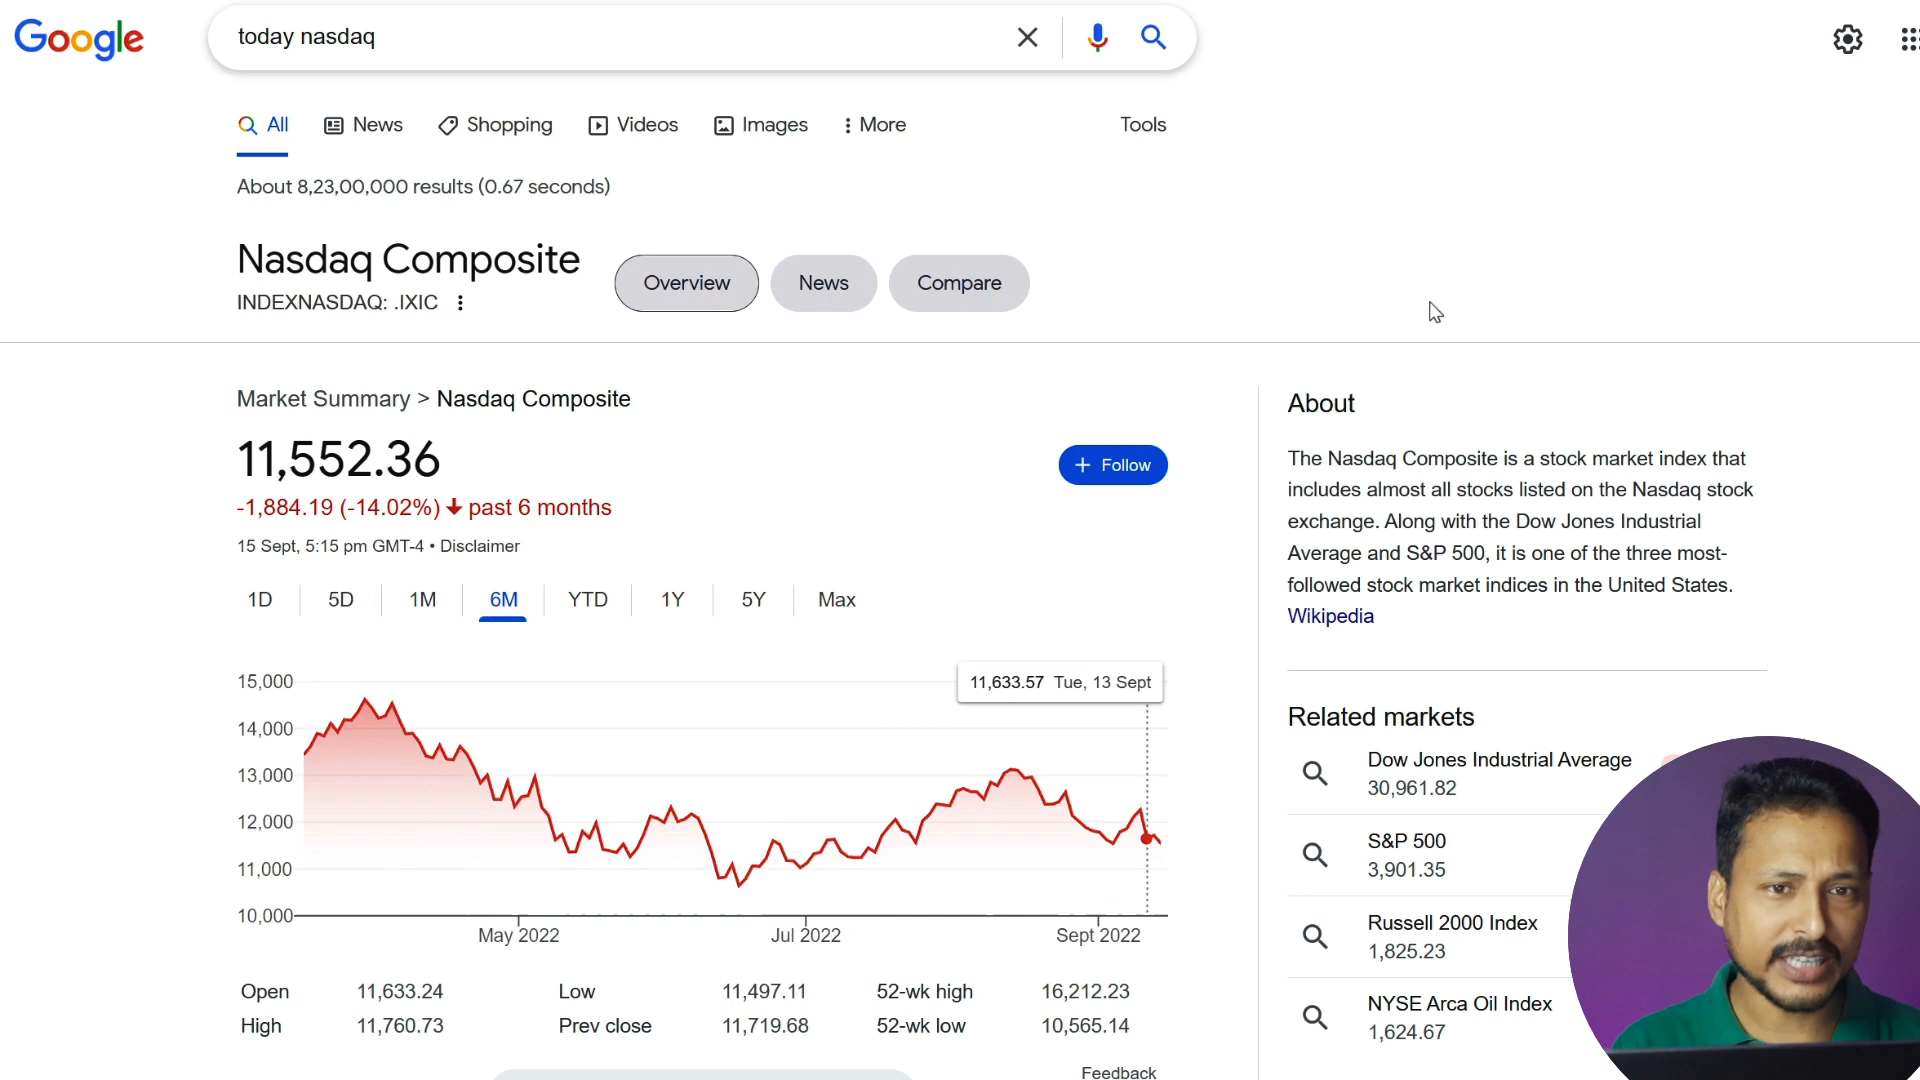 Google
today nasdaq
All
News
Shopping
Videos
Images
More
Tools
About 8,23,00,000 results (0.67 seconds)
Nasdaq Composite
INDEXNASDAQ: .IXIC
Overview
News
Compare
Market Summary > Nasdaq Composite
11,552.36
+ Follow
-1,884.19 (-14.02%) past 6 months
15 Sept, 5:15 pm GMT-4 • Disclaimer
1D
5D
1M
6M
YTD
1Y
5Y
Max
11,633.57 Tue, 13 Sept
15,000
14,000
13,000
12,000
11,000
10,000
May 2022
Jul 2022
Sept 2022
Open 11,633.24 Low 11,497.11 52-wk high 16,212.23
High 11,760.73 Prev close 11,719.68 52-wk low 10,565.14
Feedback
About
The Nasdaq Composite is a stock market index that
includes almost all stocks listed on the Nasdaq stock
exchange. Along with the Dow Jones Industrial
Average and S&P 500, it is one of the three most-
followed stock market indices in the United States.
Wikipedia
Related markets
Dow Jones Industrial Average
30,961.82
S&P 500
3,901.35
Russell 2000 Index
1,825.23
NYSE Arca Oil Index
1,624.67